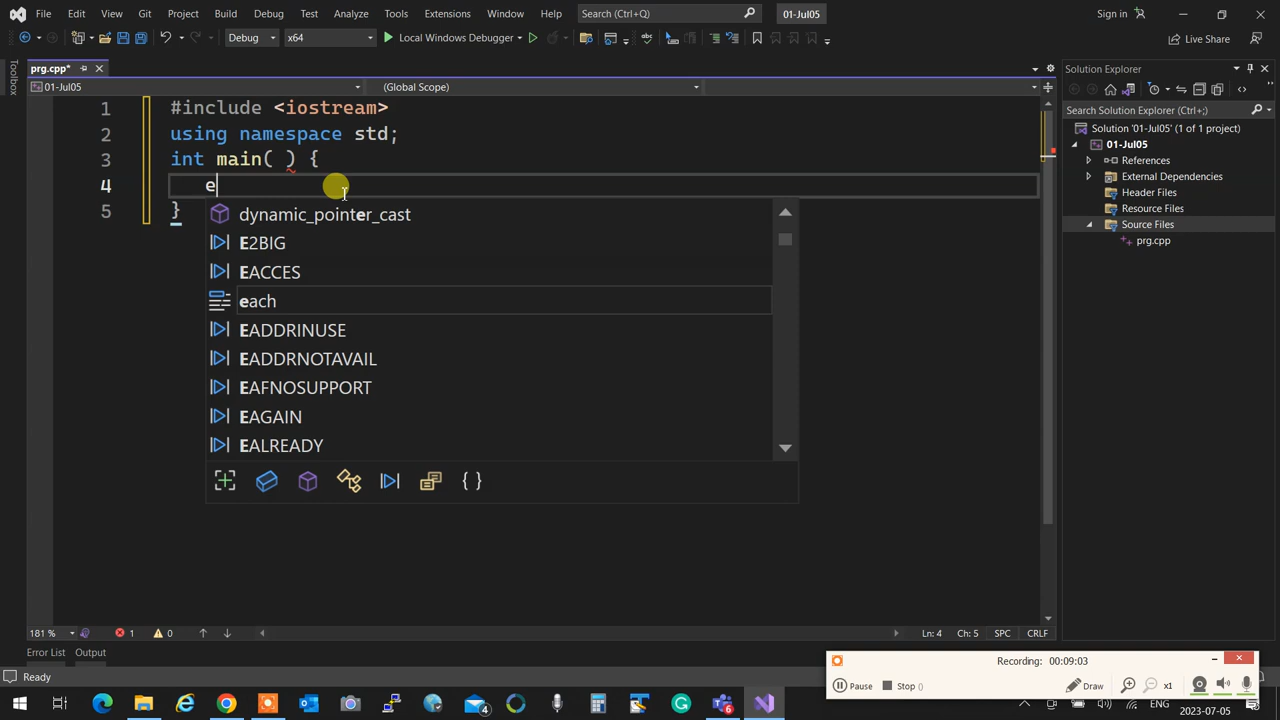 File Edit View Git Project Build Debug Test Analyze Tools Extensions Window Help Search (Ctrl+Q) 01-Jul05 Sign in
Debug x64 Local Windows Debugger Live Share
prg.cpp* Solution Explorer
Toolbox
01-Jul05 (Global Scope)
Search Solution Explorer (Ctrl+;)
Solution '01-Jul05' (1 of 1 project)
01-Jul05
References
External Dependencies
Header Files
Resource Files
Source Files
prg.cpp
1 #include <iostream>
2 using namespace std;
3 int main( ) {
4 e
5 }
dynamic_pointer_cast
E2BIG
EACCES
each
EADDRINUSE
EADDRNOTAVAIL
EAFNOSUPPORT
EAGAIN
EALREADY
181 % 1 0 Ln: 4 Ch: 5 SPC CRLF
Error List Output
Ready
Recording: 00:09:03
Pause Stop () Draw x1
4 6 ENG 2023-07-05